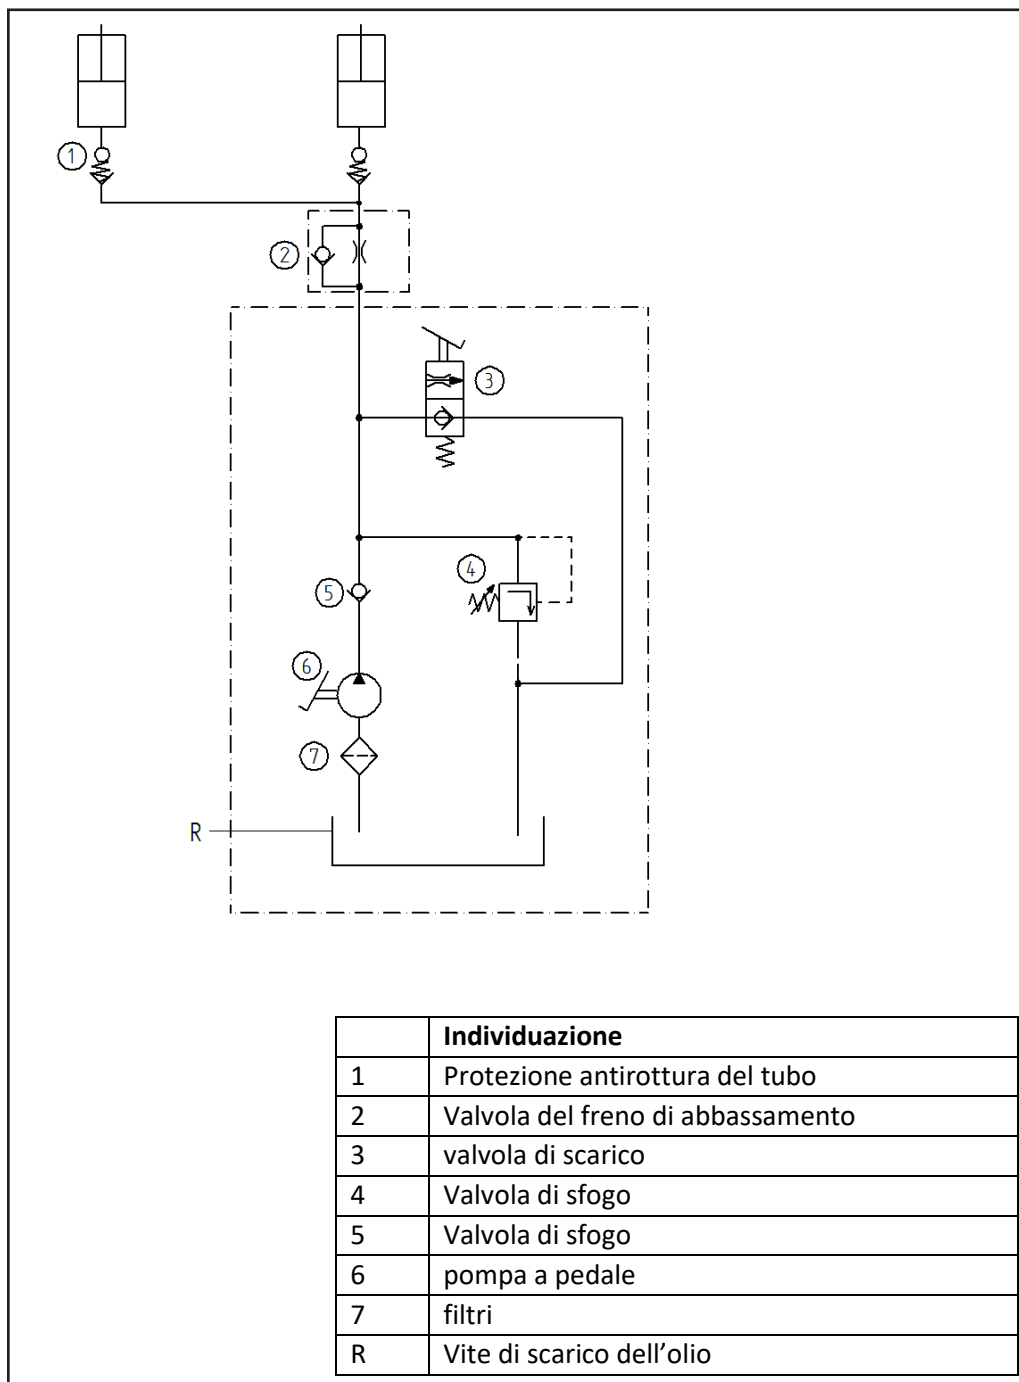 1
2
3
4
5
6
7
R
Individuazione
1 Protezione antirottura del tubo
2 Valvola del freno di abbassamento
3 valvola di scarico
4 Valvola di sfogo
5 Valvola di sfogo
6 pompa a pedale
7 filtri
R Vite di scarico dell’olio